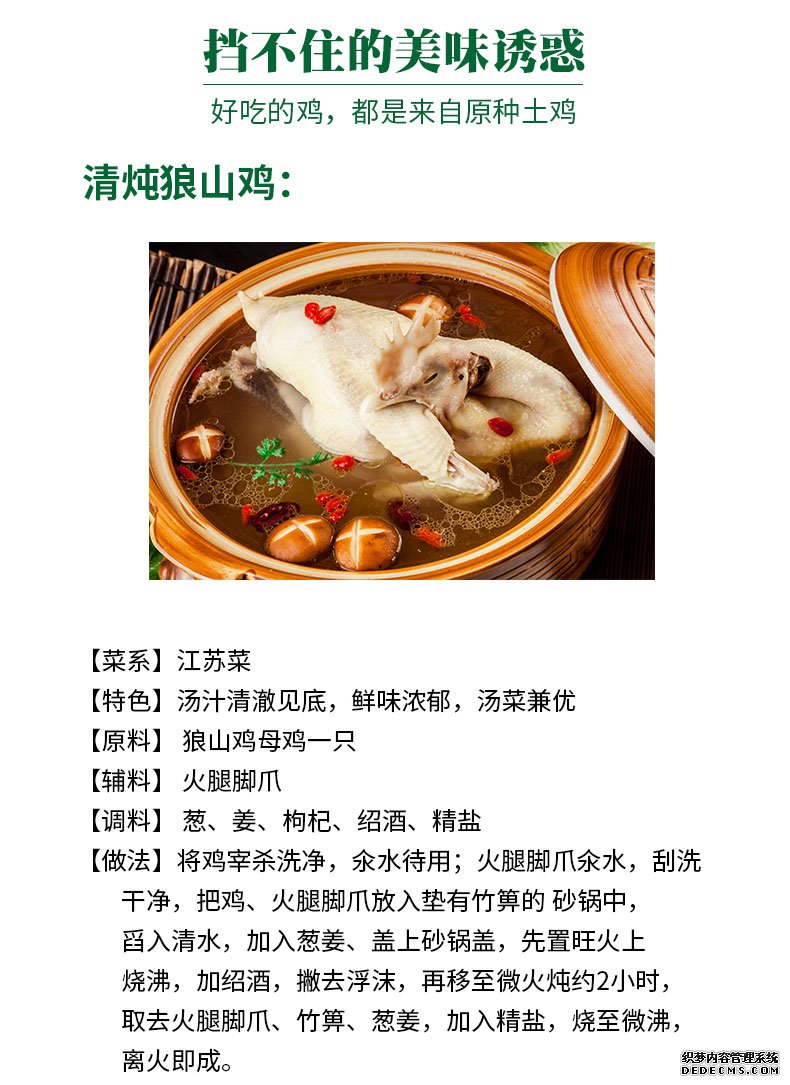 挡不住的美味诱惑
好吃的鸡，都是来自原种土鸡
清炖狼山鸡：
【菜系】江苏菜
【特色】汤汁清澈见底，鲜味浓郁，汤菜兼优
【原料】 狼山鸡母鸡一只
【辅料】 火腿脚爪
【调料】 葱、姜、枸杞、绍酒、精盐
【做法】将鸡宰杀洗净，汆水待用；火腿脚爪汆水，刮洗
干净，把鸡、火腿脚爪放入垫有竹箅的 砂锅中，
舀入清水，加入葱姜、盖上砂锅盖，先置旺火上
烧沸，加绍酒，撇去浮沫，再移至微火炖约2小时，
取去火腿脚爪、竹箅、葱姜，加入精盐，烧至微沸，
离火即成。
织梦内容管理系统
DEDECMS.COM